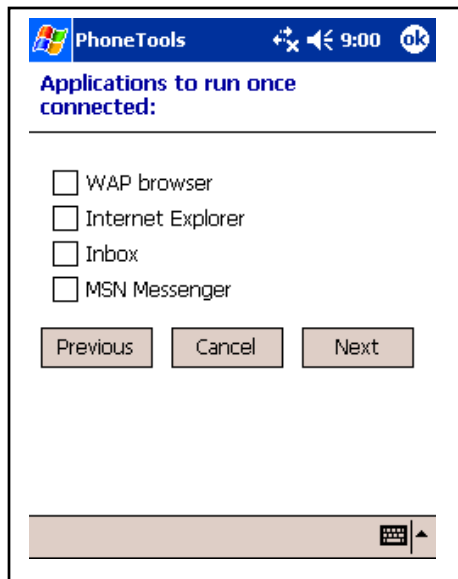 PhoneTools 9:00 ok
Applications to run once
connected:
WAP browser
Internet Explorer
Inbox
MSN Messenger
Previous Cancel Next